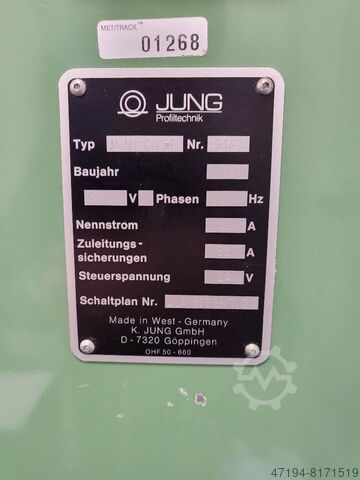 MET/TRACK™
01268
JUNG
Profiltechnik
Typ Nr.
Baujahr
V Phasen Hz
Nennstrom A
Zuleitungs-
sicherungen A
Steuerspannung V
Schaltplan Nr.
Made in West - Germany
K. JUNG GmbH
D - 7320 Göppingen
OHF 50 - 660
47194-8171519